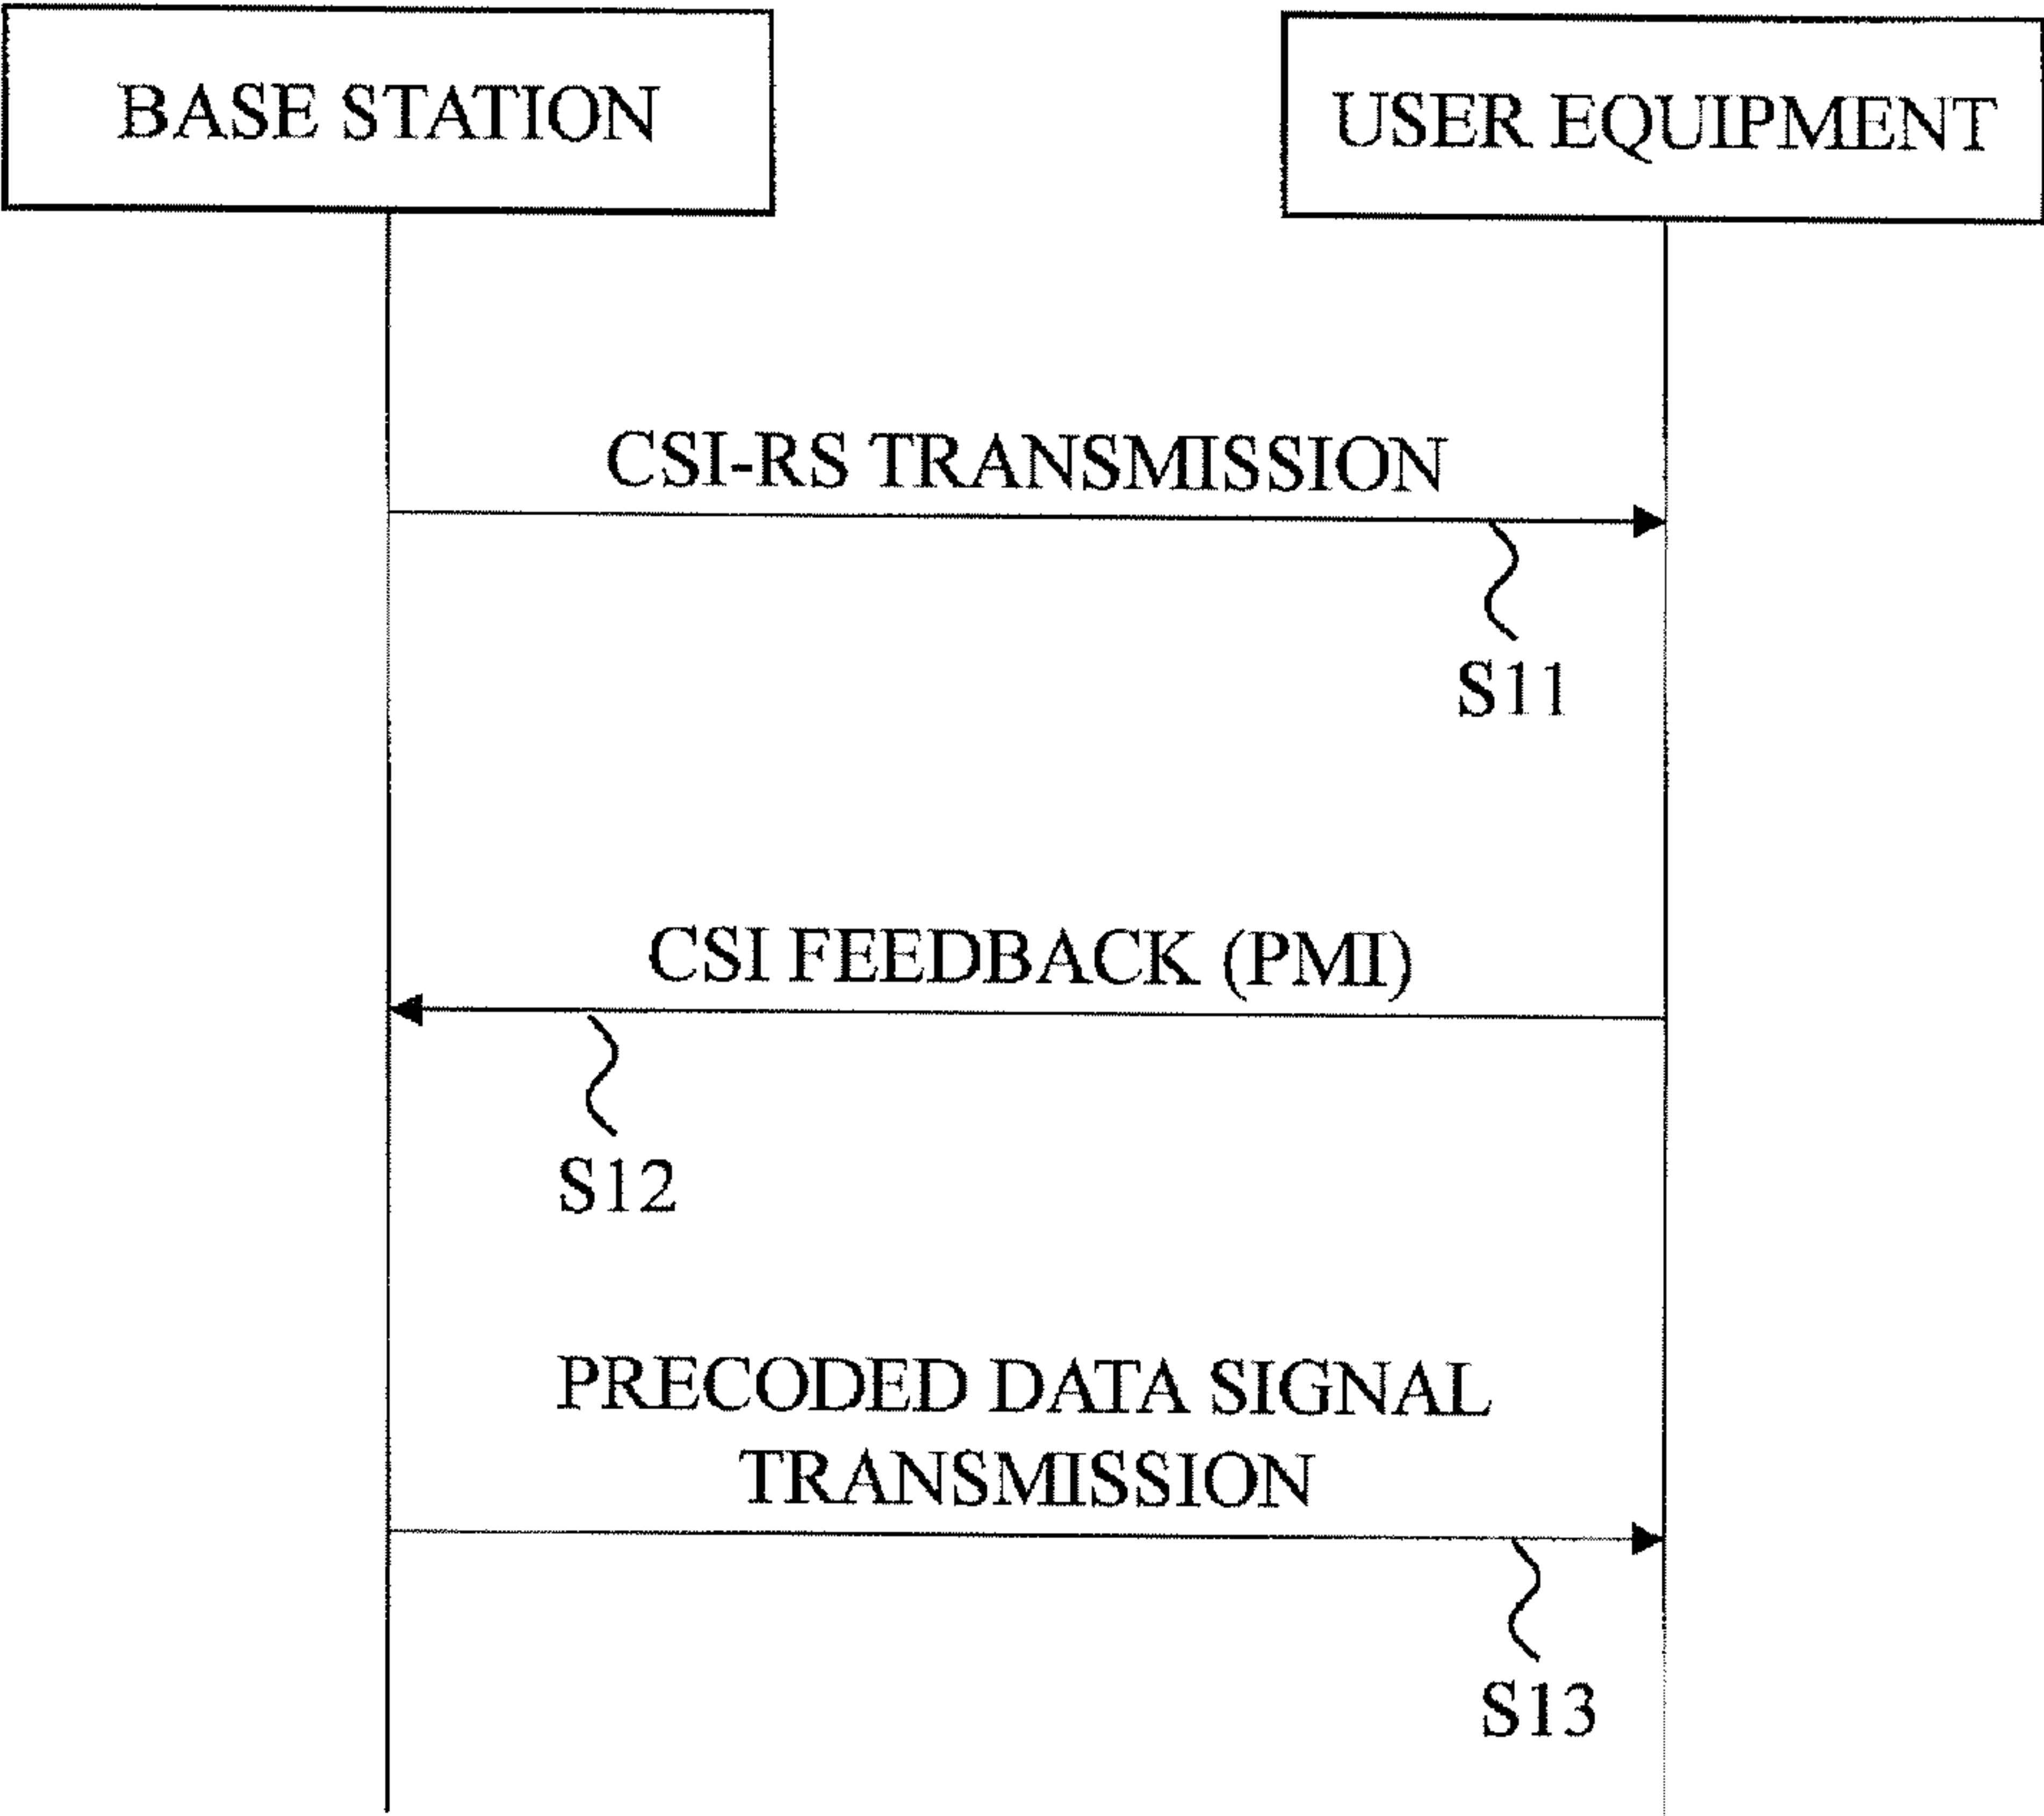 BASE STATION
USER EQUIPMENT
CSI-RS TRANSMISSION
S11
CSI FEEDBACK (PMI)
S12
PRECODED DATA SIGNAL
TRANSMISSION
S13